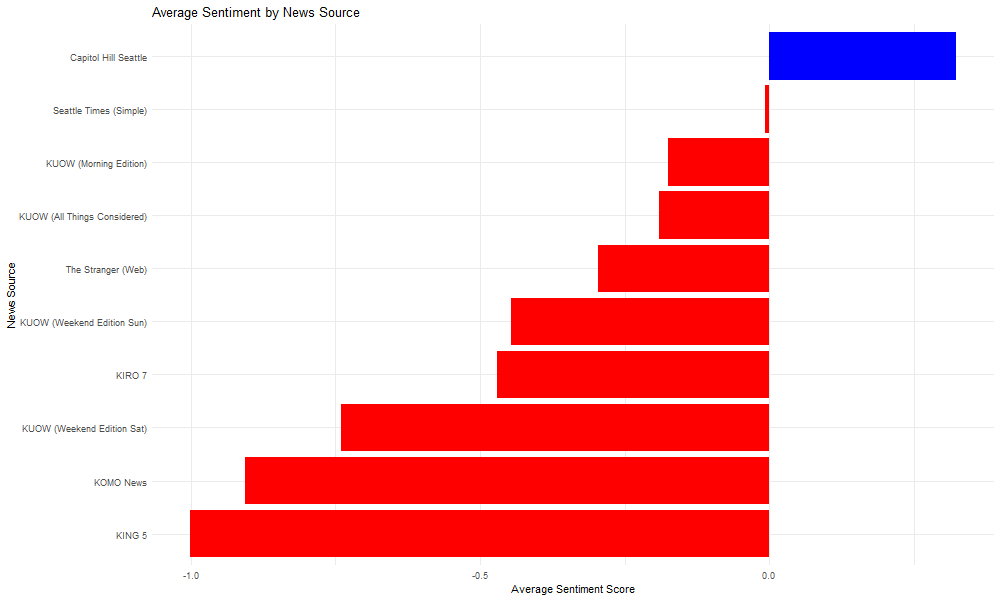 Average Sentiment by News Source
Capitol Hill Seattle
Seattle Times (Simple)
KUOW (Morning Edition)
KUOW (All Things Considered)
The Stranger (Web)
KUOW (Weekend Edition Sun)
KIRO 7
KUOW (Weekend Edition Sat)
KOMO News
KING 5
News Source
-1.0
-0.5
0.0
Average Sentiment Score